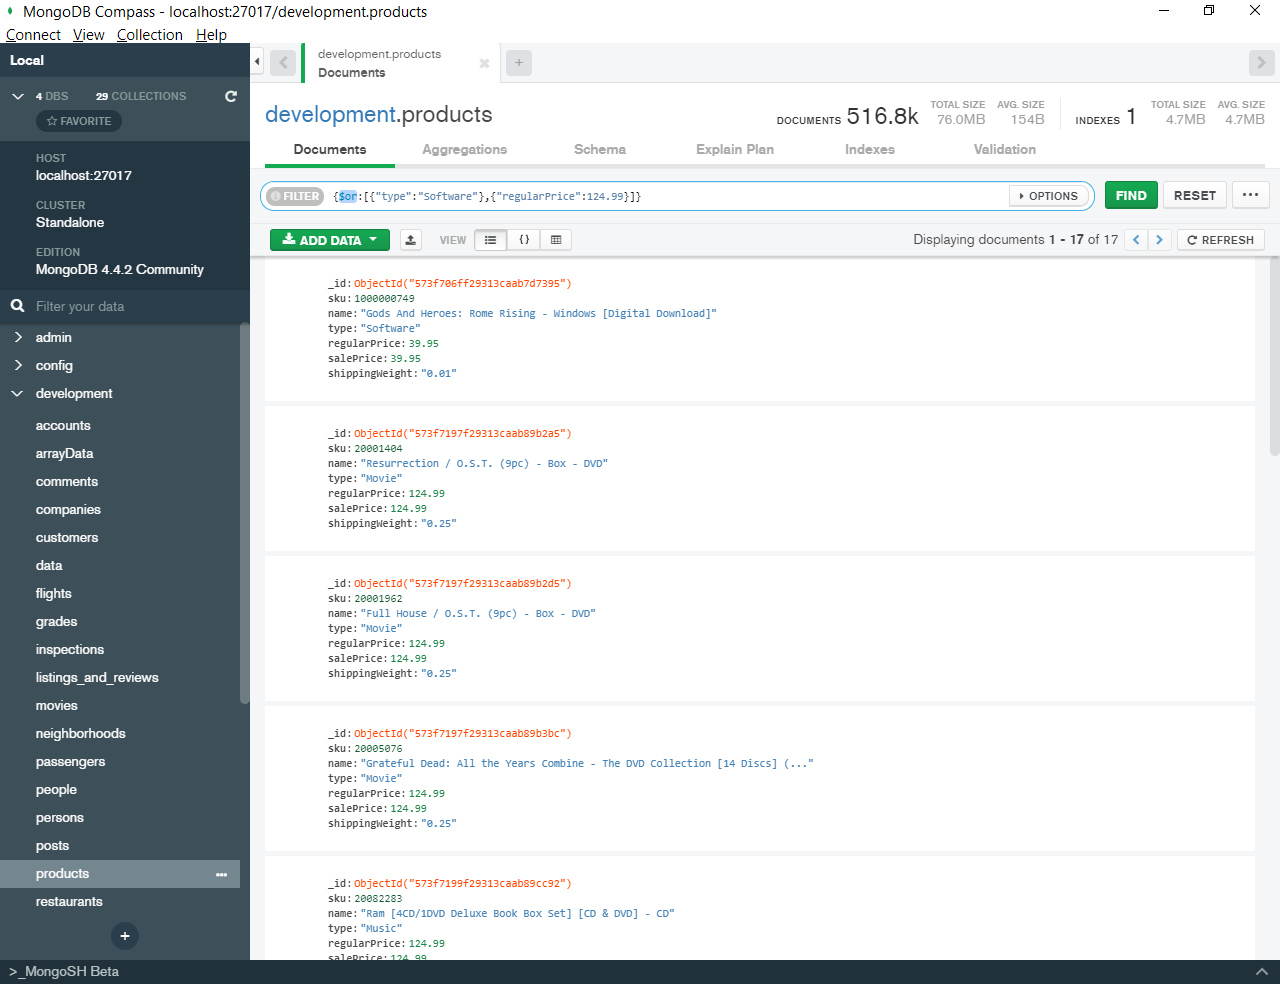 MongoDB Compass - localhost:27017/development.products
Connect View Collection Help
Local
4 DBS 29 COLLECTIONS
FAVORITE
HOST
localhost:27017
CLUSTER
Standalone
EDITION
MongoDB 4.4.2 Community
Filter your data
admin
config
development
accounts
arrayData
comments
companies
customers
data
flights
grades
inspections
listings_and_reviews
movies
neighborhoods
passengers
people
persons
posts
products
restaurants
+
>_MongoSH Beta
development.products
Documents
+
development.products
DOCUMENTS 516.8k
TOTAL SIZE AVG. SIZE
76.0MB 154B
INDEXES 1
TOTAL SIZE AVG. SIZE
4.7MB 4.7MB
Documents Aggregations Schema Explain Plan Indexes Validation
FILTER {$or:[{"type":"Software"},{"regularPrice":124.99}]} OPTIONS FIND RESET ...
ADD DATA VIEW {} Displaying documents 1 - 17 of 17 < > REFRESH
_id: ObjectId("573f706ff29313caab7d7395")
sku: 1000000749
name: "Gods And Heroes: Rome Rising - Windows [Digital Download]"
type: "Software"
regularPrice: 39.95
salePrice: 39.95
shippingWeight: "0.01"
_id: ObjectId("573f7197f29313caab89b2a5")
sku: 20001404
name: "Resurrection / O.S.T. (9pc) - Box - DVD"
type: "Movie"
regularPrice: 124.99
salePrice: 124.99
shippingWeight: "0.25"
_id: ObjectId("573f7197f29313caab89b2d5")
sku: 20001962
name: "Full House / O.S.T. (9pc) - Box - DVD"
type: "Movie"
regularPrice: 124.99
salePrice: 124.99
shippingWeight: "0.25"
_id: ObjectId("573f7197f29313caab89b3bc")
sku: 20005076
name: "Grateful Dead: All the Years Combine - The DVD Collection [14 Discs] (..."
type: "Movie"
regularPrice: 124.99
salePrice: 124.99
shippingWeight: "0.25"
_id: ObjectId("573f7199f29313caab89cc92")
sku: 20082283
name: "Ram [4CD/1DVD Deluxe Book Box Set] [CD & DVD] - CD"
type: "Music"
regularPrice: 124.99
salePrice: 124.99